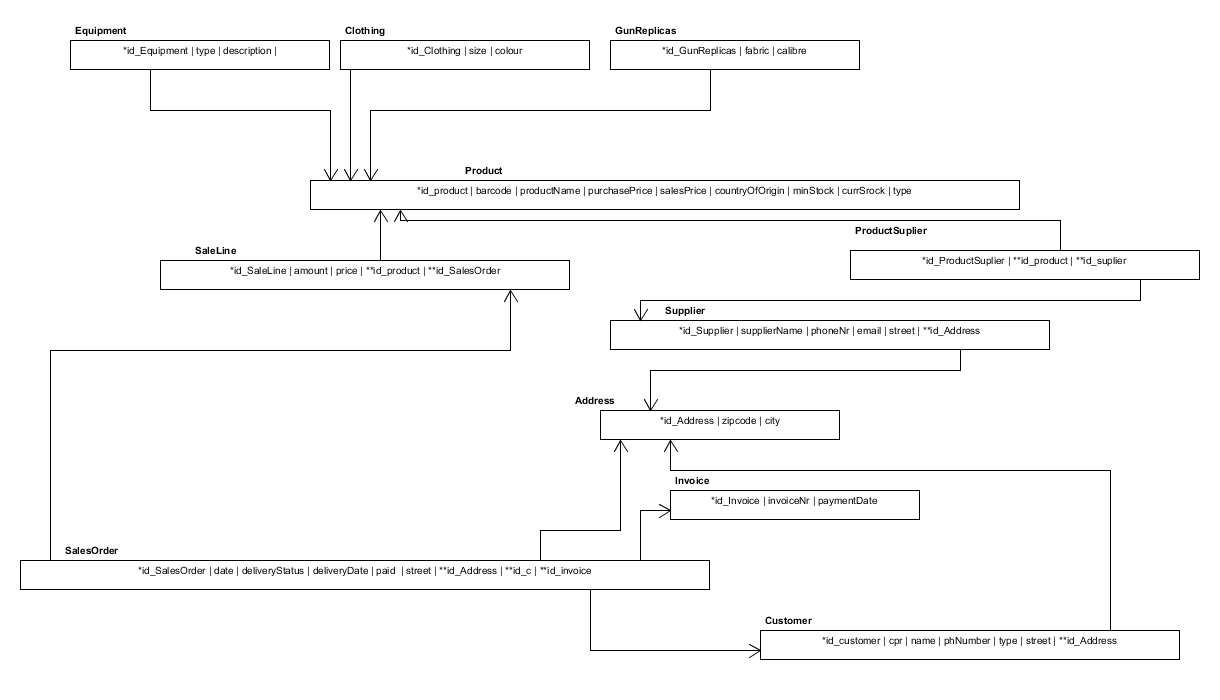 Equipment
*id_Equipment | type | description |
Clothing
*id_Clothing | size | colour
GunReplicas
*id_GunReplicas | fabric | calibre
Product
*id_product | barcode | productName | purchasePrice | salesPrice | countryOfOrigin | minStock | currSrock | type
SaleLine
*id_SaleLine | amount | price | **id_product | **id_SalesOrder
ProductSuplier
*id_ProductSuplier | **id_product | **id_suplier
Supplier
*id_Supplier | supplierName | phoneNr | email | street | **id_Address
Address
*id_Address | zipcode | city
Invoice
*id_Invoice | invoiceNr | paymentDate
SalesOrder
*id_SalesOrder | date | deliveryStatus | deliveryDate | paid | street | **id_Address | **id_c | **id_invoice
Customer
*id_customer | cpr | name | phNumber | type | street | **id_Address